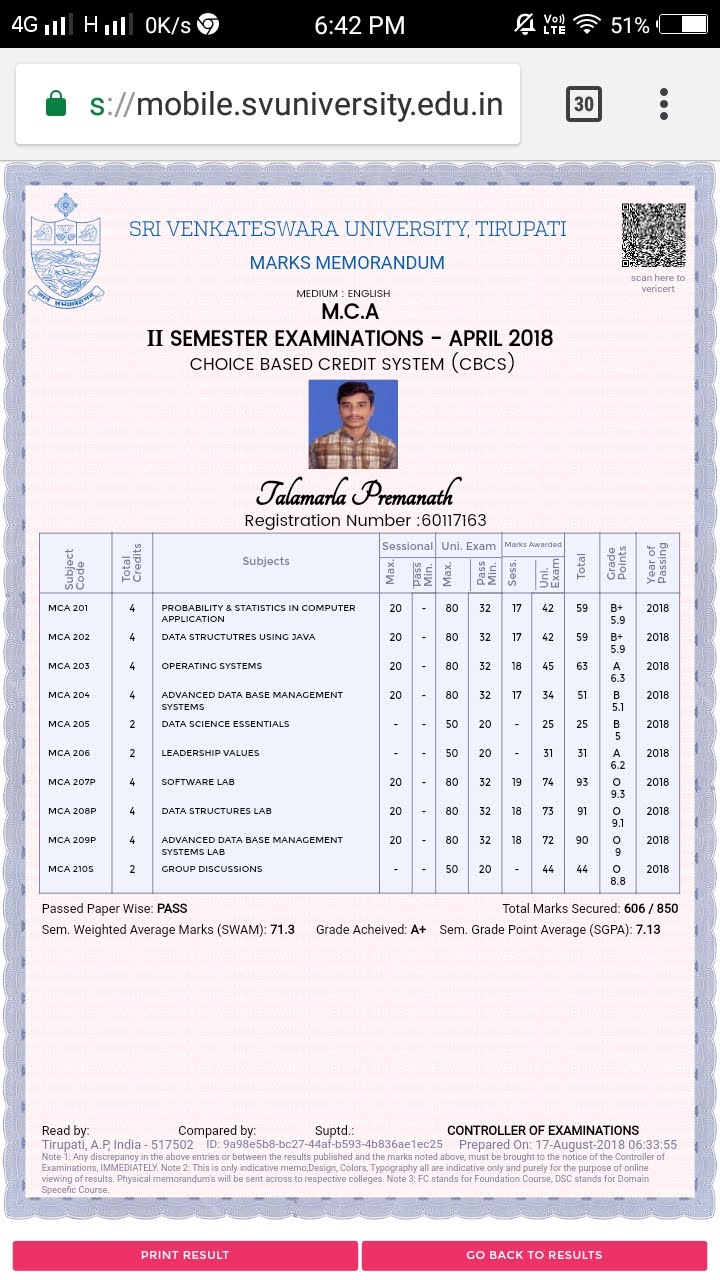 4G H 0K/s 6:42 PM Vo)) LTE 51%
s://mobile.svuniversity.edu.in 30
SRI VENKATESWARA UNIVERSITY, TIRUPATI
MARKS MEMORANDUM
scan here to
vericert
MEDIUM : ENGLISH
M.C.A
II SEMESTER EXAMINATIONS - APRIL 2018
CHOICE BASED CREDIT SYSTEM (CBCS)
Talamarla Premanath
Registration Number :60117163
Subject Code Total Credits Subjects Sessional Uni. Exam Marks Awarded Total Grade Points Year of Passing
Max. Pass Min. Max. Pass Min. Sess. Uni. Exam
MCA 201 4 PROBABILITY & STATISTICS IN COMPUTER 20 - 80 32 17 42 59 B+ 2018
APPLICATION 5.9
MCA 202 4 DATA STRUCTUTRES USING JAVA 20 - 80 32 17 42 59 B+ 2018
5.9
MCA 203 4 OPERATING SYSTEMS 20 - 80 32 18 45 63 A 2018
6.3
MCA 204 4 ADVANCED DATA BASE MANAGEMENT 20 - 80 32 17 34 51 B 2018
SYSTEMS 5.1
MCA 205 2 DATA SCIENCE ESSENTIALS - - 50 20 - 25 25 B 2018
5
MCA 206 2 LEADERSHIP VALUES - - 50 20 - 31 31 A 2018
6.2
MCA 207P 4 SOFTWARE LAB 20 - 80 32 19 74 93 O 2018
9.3
MCA 208P 4 DATA STRUCTURES LAB 20 - 80 32 18 73 91 O 2018
9.1
MCA 209P 4 ADVANCED DATA BASE MANAGEMENT 20 - 80 32 18 72 90 O 2018
SYSTEMS LAB 9
MCA 210S 2 GROUP DISCUSSIONS - - 50 20 - 44 44 O 2018
8.8
Passed Paper Wise: PASS Total Marks Secured: 606 / 850
Sem. Weighted Average Marks (SWAM): 71.3 Grade Acheived: A+ Sem. Grade Point Average (SGPA): 7.13
Read by: Compared by: Suptd.: CONTROLLER OF EXAMINATIONS
Tirupati, A.P, India - 517502 ID: 9a98e5b8-bc27-44af-b593-4b836ae1ec25 Prepared On: 17-August-2018 06:33:55
Note 1: Any discrepancy in the above entries or between the results published and the marks noted above, must be brought to the notice of the Controller of
Examinations, IMMEDIATELY. Note 2: This is only indicative memo,Design, Colors, Typography all are indicative only and purely for the purpose of online
viewing of results. Physical memorandum's will be sent across to respective colleges. Note 3: FC stands for Foundation Course, DSC stands for Domain
Specefic Course.
PRINT RESULT GO BACK TO RESULTS